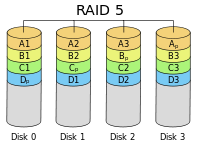 RAID 5
A1 A2 A3 Ap
B1 B2 Bp B3
C1 Cp C2 C3
Dp D1 D2 D3
Disk 0 Disk 1 Disk 2 Disk 3